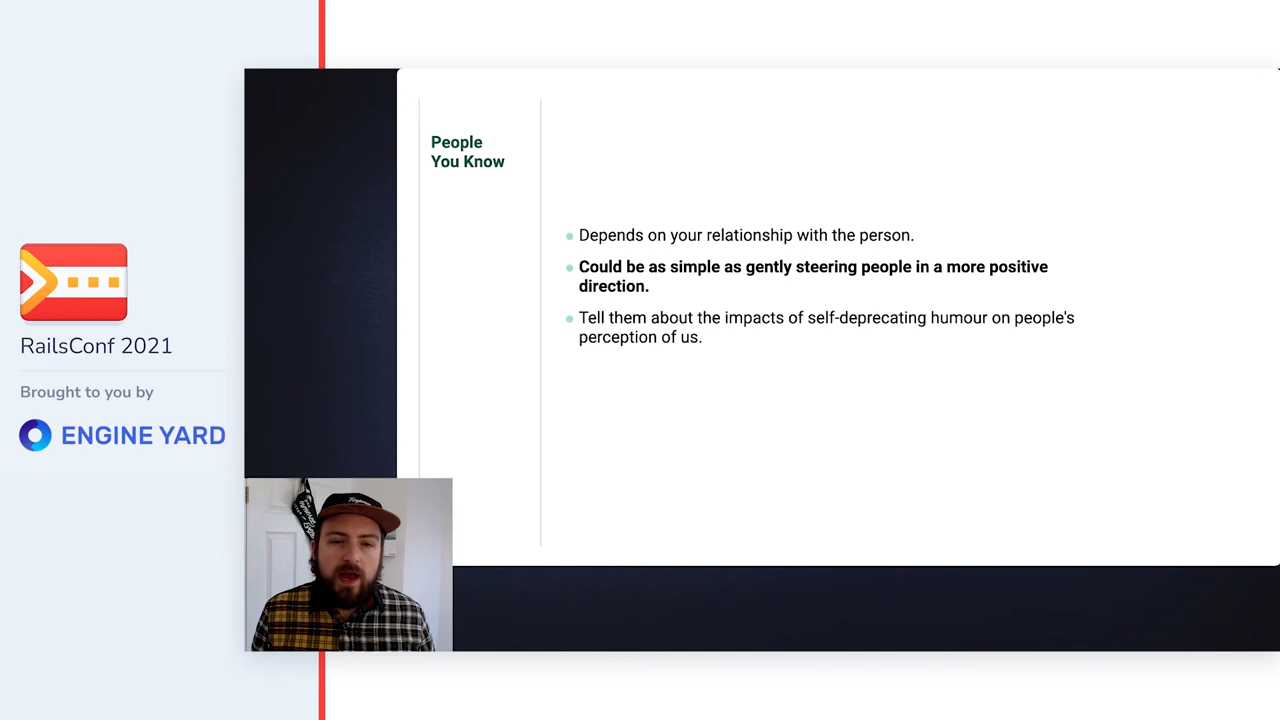 RailsConf 2021
Brought to you by
ENGINE YARD
People
You Know
Depends on your relationship with the person.
Could be as simple as gently steering people in a more positive
direction.
Tell them about the impacts of self-deprecating humour on people's
perception of us.